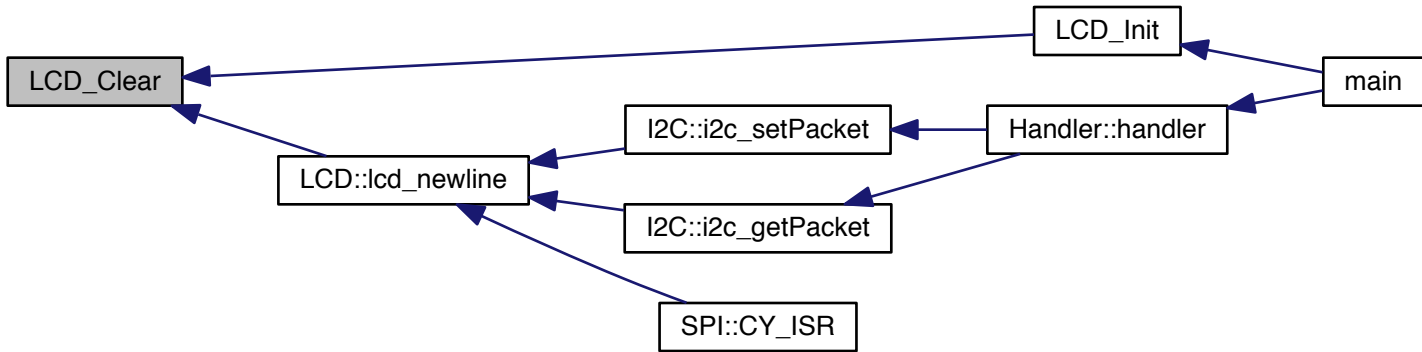 LCD_Clear
LCD_Init
main
I2C::i2c_setPacket
Handler::handler
LCD::lcd_newline
I2C::i2c_getPacket
SPI::CY_ISR